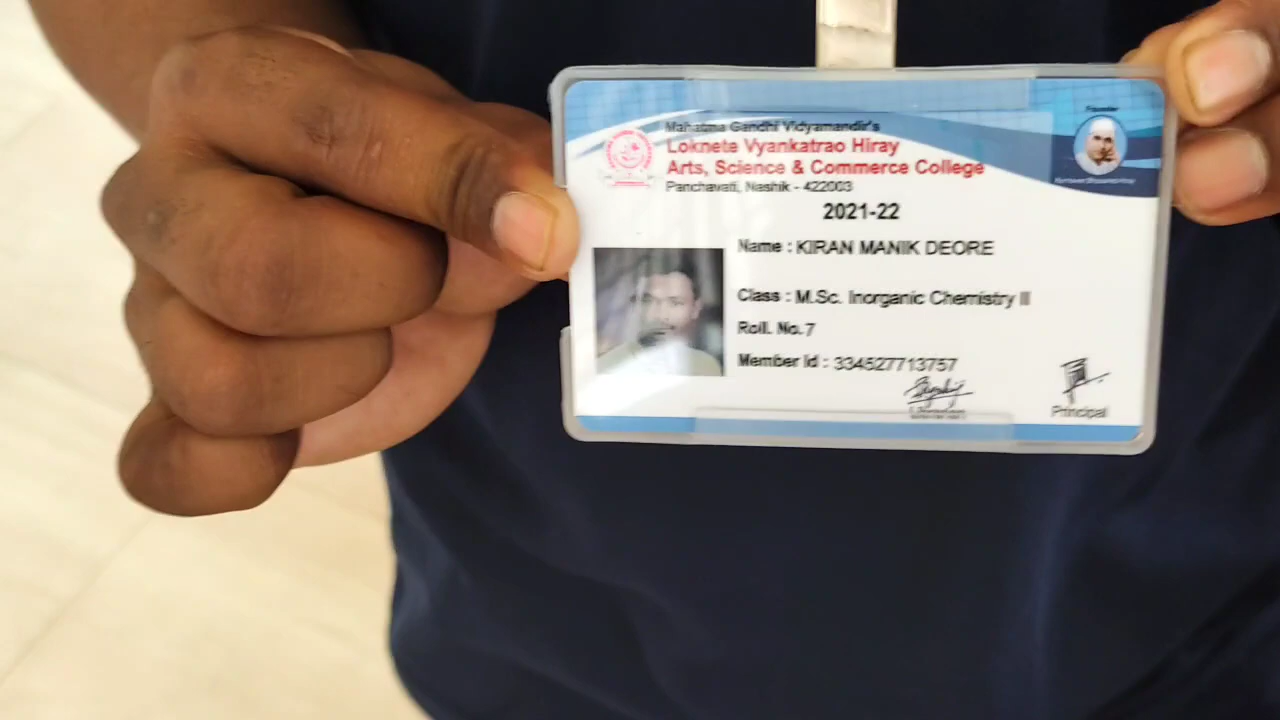 Mahatma Gandhi Vidyamandir's
Loknete Vyankatrao Hiray
Arts, Science & Commerce College
Panchavati, Nashik - 422003
Founder
2021-22
Name : KIRAN MANIK DEORE
Class : M.Sc. Inorganic Chemistry II
Roll. No. 7
Member Id : 334527713757
Principal